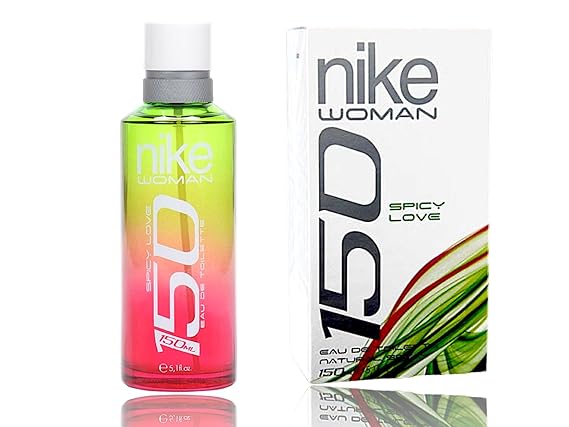 nike
WOMAN
SPICY LOVE
150
EAU DE TOILETTE
150ML
e 5,1fl.oz.
nike
WOMAN
150
SPICY
LOVE
EAU DE
150